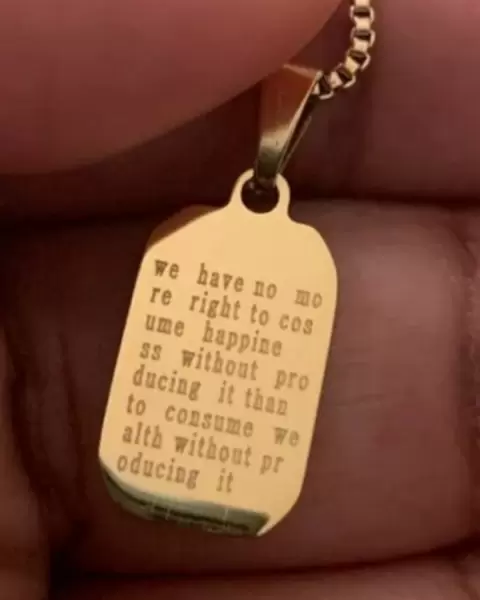 we have no mo
re right to cos
ume happine
ss without pro
ducing it than
to consume we
alth without pr
oducing it